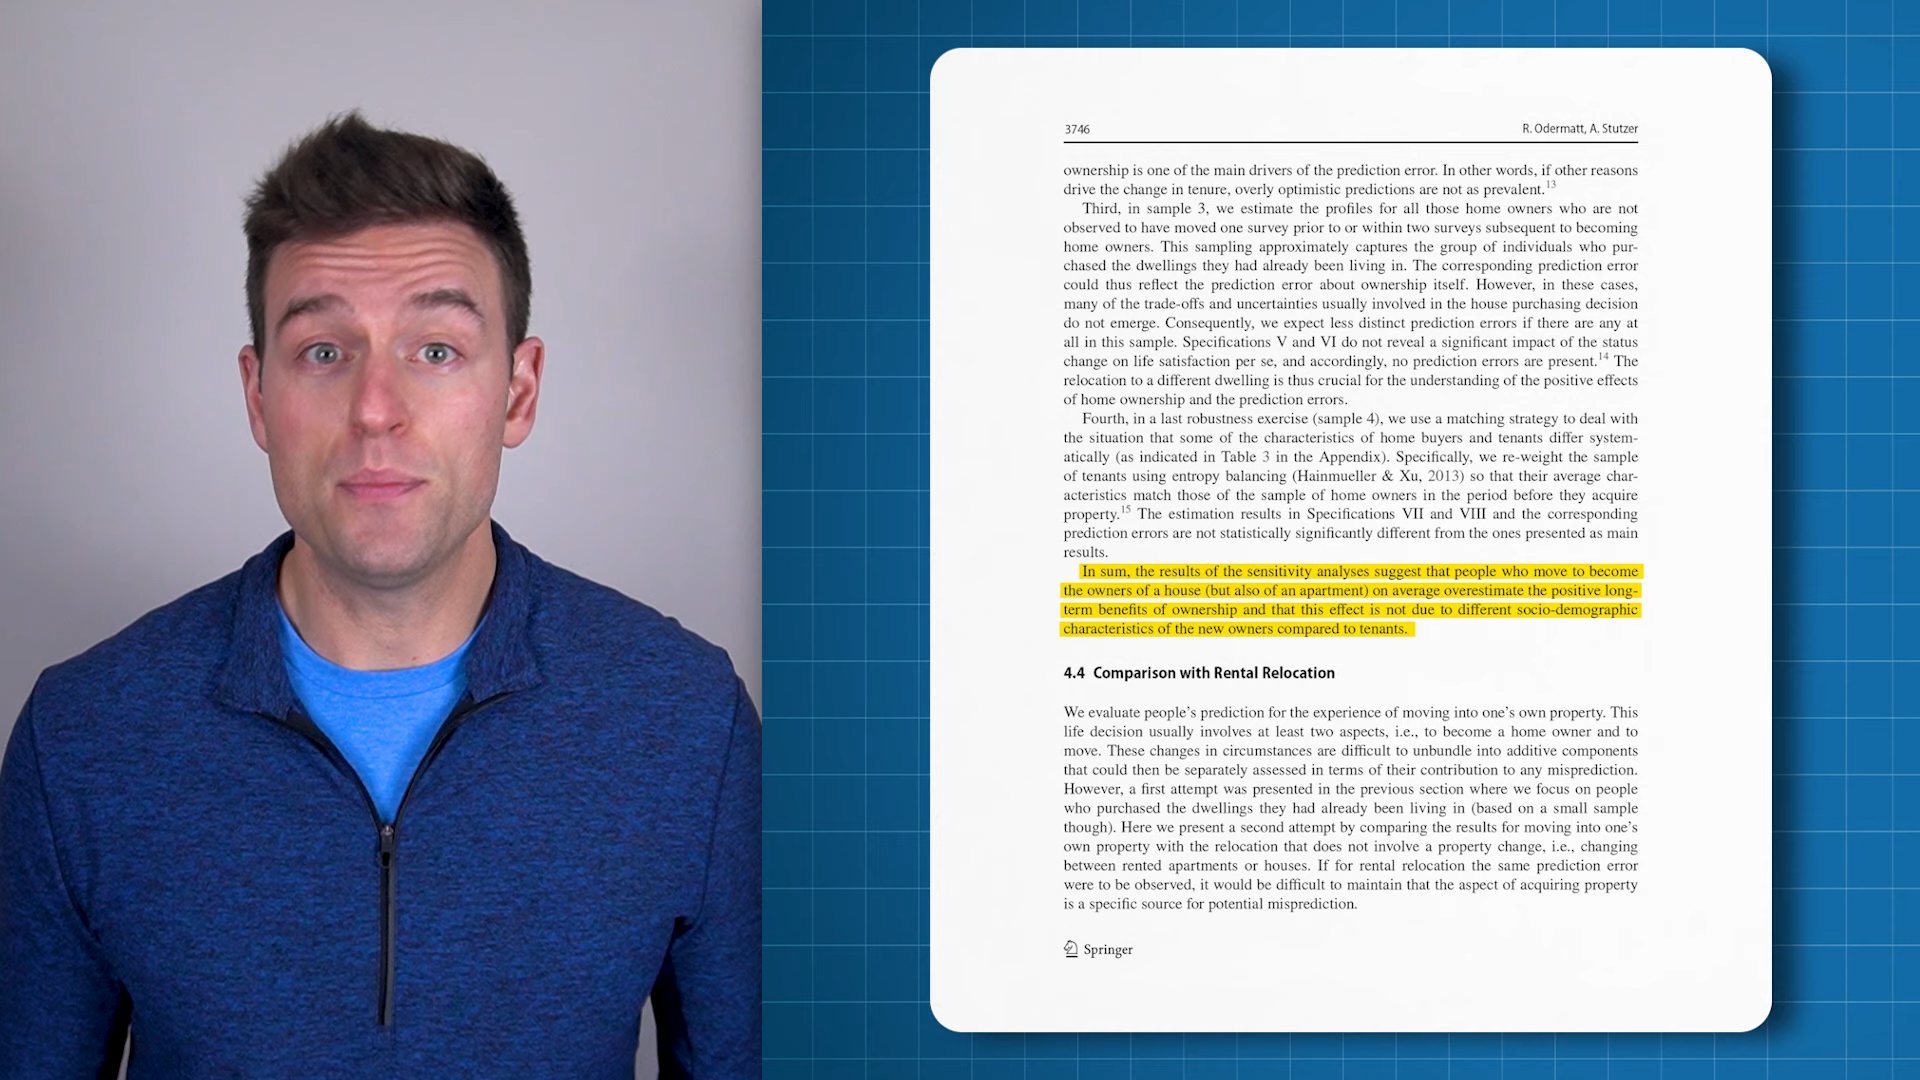 3746
R. Odermatt, A. Stutzer
ownership is one of the main drivers of the prediction error. In other words, if other reasons
drive the change in tenure, overly optimistic predictions are not as prevalent.13
Third, in sample 3, we estimate the profiles for all those home owners who are not
observed to have moved one survey prior to or within two surveys subsequent to becoming
home owners. This sampling approximately captures the group of individuals who pur-
chased the dwellings they had already been living in. The corresponding prediction error
could thus reflect the prediction error about ownership itself. However, in these cases,
many of the trade-offs and uncertainties usually involved in the house purchasing decision
do not emerge. Consequently, we expect less distinct prediction errors if there are any at
all in this sample. Specifications V and VI do not reveal a significant impact of the status
change on life satisfaction per se, and accordingly, no prediction errors are present.14 The
relocation to a different dwelling is thus crucial for the understanding of the positive effects
of home ownership and the prediction errors.
Fourth, in a last robustness exercise (sample 4), we use a matching strategy to deal with
the situation that some of the characteristics of home buyers and tenants differ system-
atically (as indicated in Table 3 in the Appendix). Specifically, we re-weight the sample
of tenants using entropy balancing (Hainmueller & Xu, 2013) so that their average char-
acteristics match those of the sample of home owners in the period before they acquire
property.15 The estimation results in Specifications VII and VIII and the corresponding
prediction errors are not statistically significantly different from the ones presented as main
results.
In sum, the results of the sensitivity analyses suggest that people who move to become
the owners of a house (but also of an apartment) on average overestimate the positive long-
term benefits of ownership and that this effect is not due to different socio-demographic
characteristics of the new owners compared to tenants.
4.4 Comparison with Rental Relocation
We evaluate people's prediction for the experience of moving into one's own property. This
life decision usually involves at least two aspects, i.e., to become a home owner and to
move. These changes in circumstances are difficult to unbundle into additive components
that could then be separately assessed in terms of their contribution to any misprediction.
However, a first attempt was presented in the previous section where we focus on people
who purchased the dwellings they had already been living in (based on a small sample
though). Here we present a second attempt by comparing the results for moving into one's
own property with the relocation that does not involve a property change, i.e., changing
between rented apartments or houses. If for rental relocation the same prediction error
were to be observed, it would be difficult to maintain that the aspect of acquiring property
is a specific source for potential misprediction.
Springer